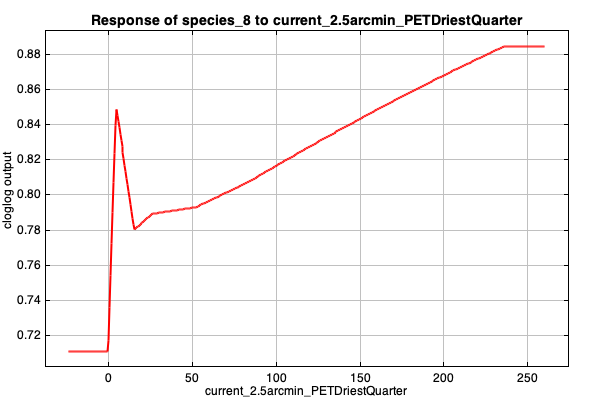 Response of species_8 to current_2.5arcmin_PETDriestQuarter
cloglog output
0.88
0.86
0.84
0.82
0.80
0.78
0.76
0.74
0.72
0 50 100 150 200 250
current_2.5arcmin_PETDriestQuarter